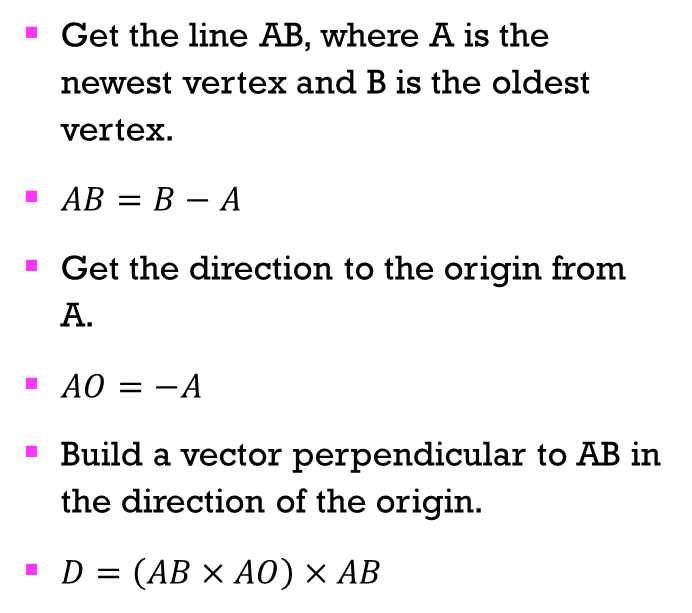 ▪ Get the line AB, where A is the
newest vertex and B is the oldest
vertex.
▪ AB = B − A
▪ Get the direction to the origin from
A.
▪ AO = −A
▪ Build a vector perpendicular to AB in
the direction of the origin.
▪ D = (AB × AO) × AB